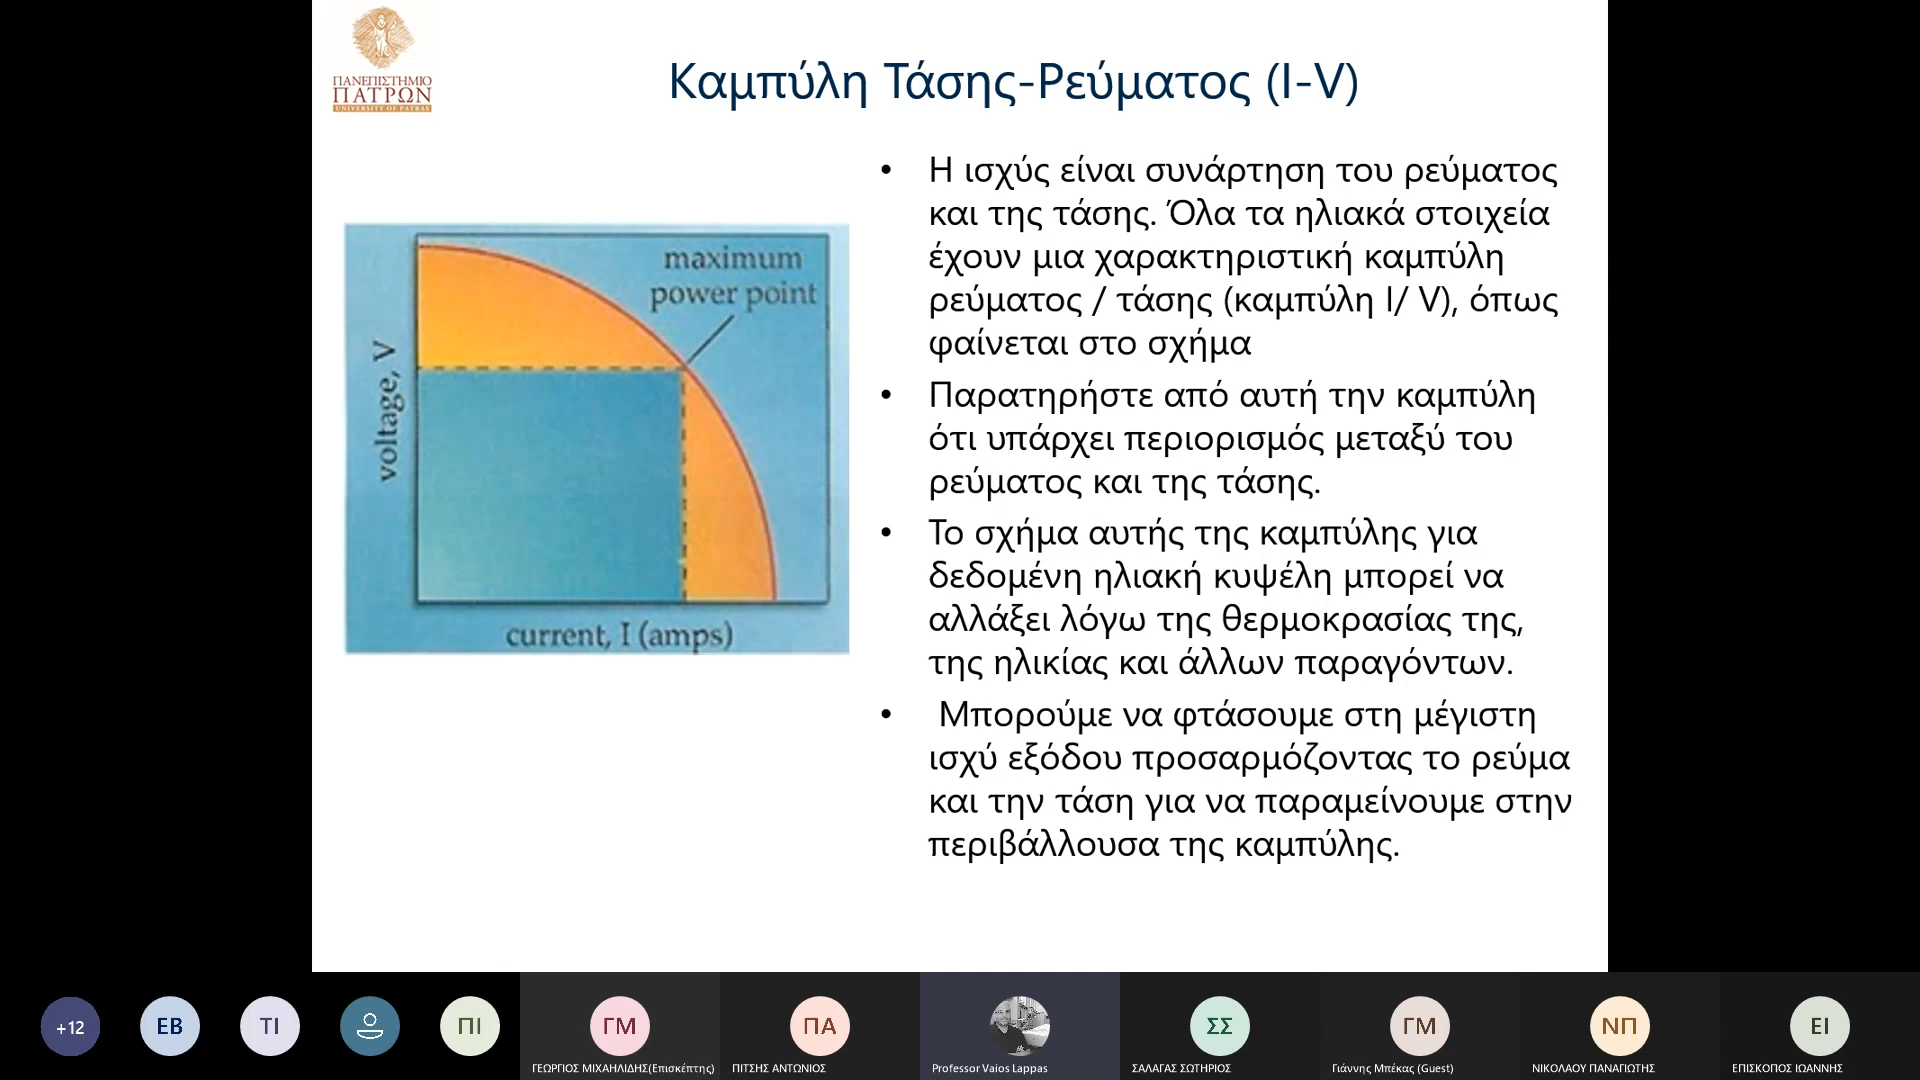 ΠΑΝΕΠΙΣΤΗΜΙΟ
ΠΑΤΡΩΝ
UNIVERSITY OF PATRAS
Καμπύλη Τάσης-Ρεύματος (I-V)
maximum
power point
voltage, V
current, I (amps)
• Η ισχύς είναι συνάρτηση του ρεύματος
και της τάσης. Όλα τα ηλιακά στοιχεία
έχουν μια χαρακτηριστική καμπύλη
ρεύματος / τάσης (καμπύλη I/ V), όπως
φαίνεται στο σχήμα
• Παρατηρήστε από αυτή την καμπύλη
ότι υπάρχει περιορισμός μεταξύ του
ρεύματος και της τάσης.
• Το σχήμα αυτής της καμπύλης για
δεδομένη ηλιακή κυψέλη μπορεί να
αλλάξει λόγω της θερμοκρασίας της,
της ηλικίας και άλλων παραγόντων.
• Μπορούμε να φτάσουμε στη μέγιστη
ισχύ εξόδου προσαρμόζοντας το ρεύμα
και την τάση για να παραμείνουμε στην
περιβάλλουσα της καμπύλης.
+12
ΕΒ
ΤΙ
ΠΙ
ΓΜ
ΓΕΩΡΓΙΟΣ ΜΙΧΑΗΛΙΔΗΣ(Επισκέπτης)
ΠΑ
ΠΙΤΣΗΣ ΑΝΤΩΝΙΟΣ
Professor Vaios Lappas
ΣΣ
ΣΑΛΑΓΑΣ ΣΩΤΗΡΙΟΣ
ΓΜ
Γιάννης Μπέκας (Guest)
ΝΠ
ΝΙΚΟΛΑΟΥ ΠΑΝΑΓΙΩΤΗΣ
ΕΙ
ΕΠΙΣΚΟΠΟΣ ΙΩΑΝΝΗΣ